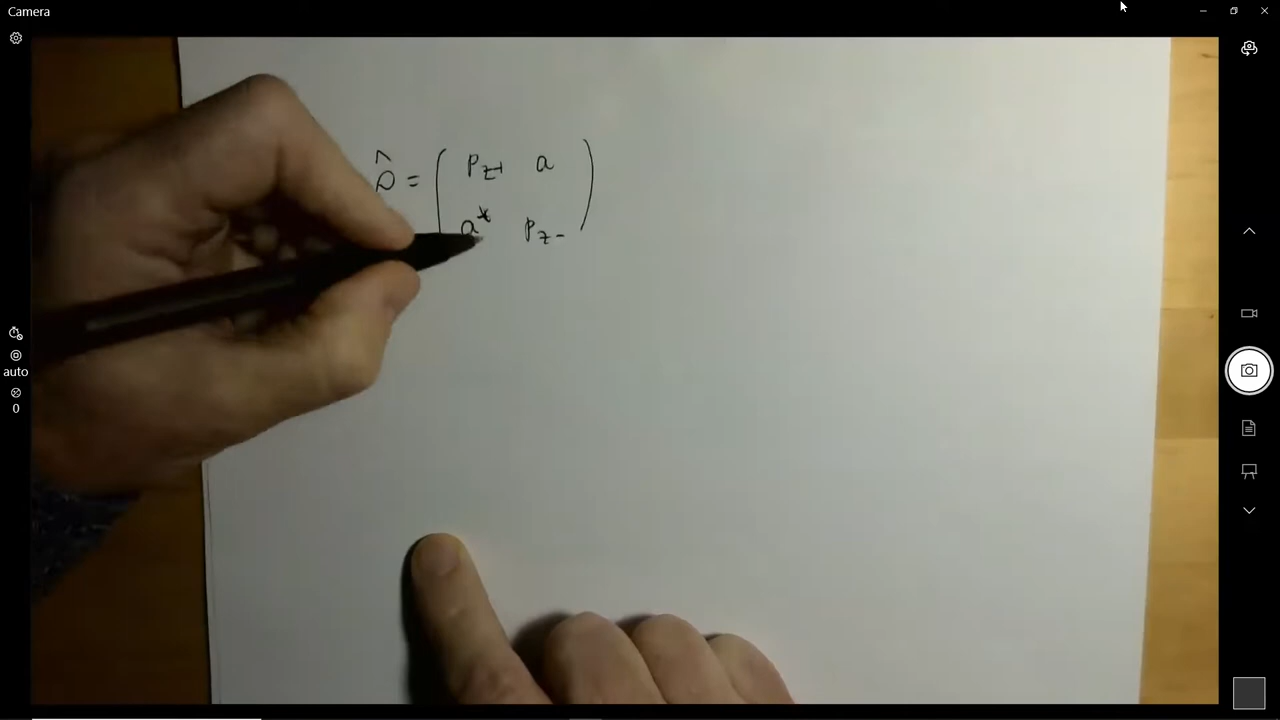 Camera
ρ̂ = ( p_{z+} a
a* p_{z-} )
auto
0